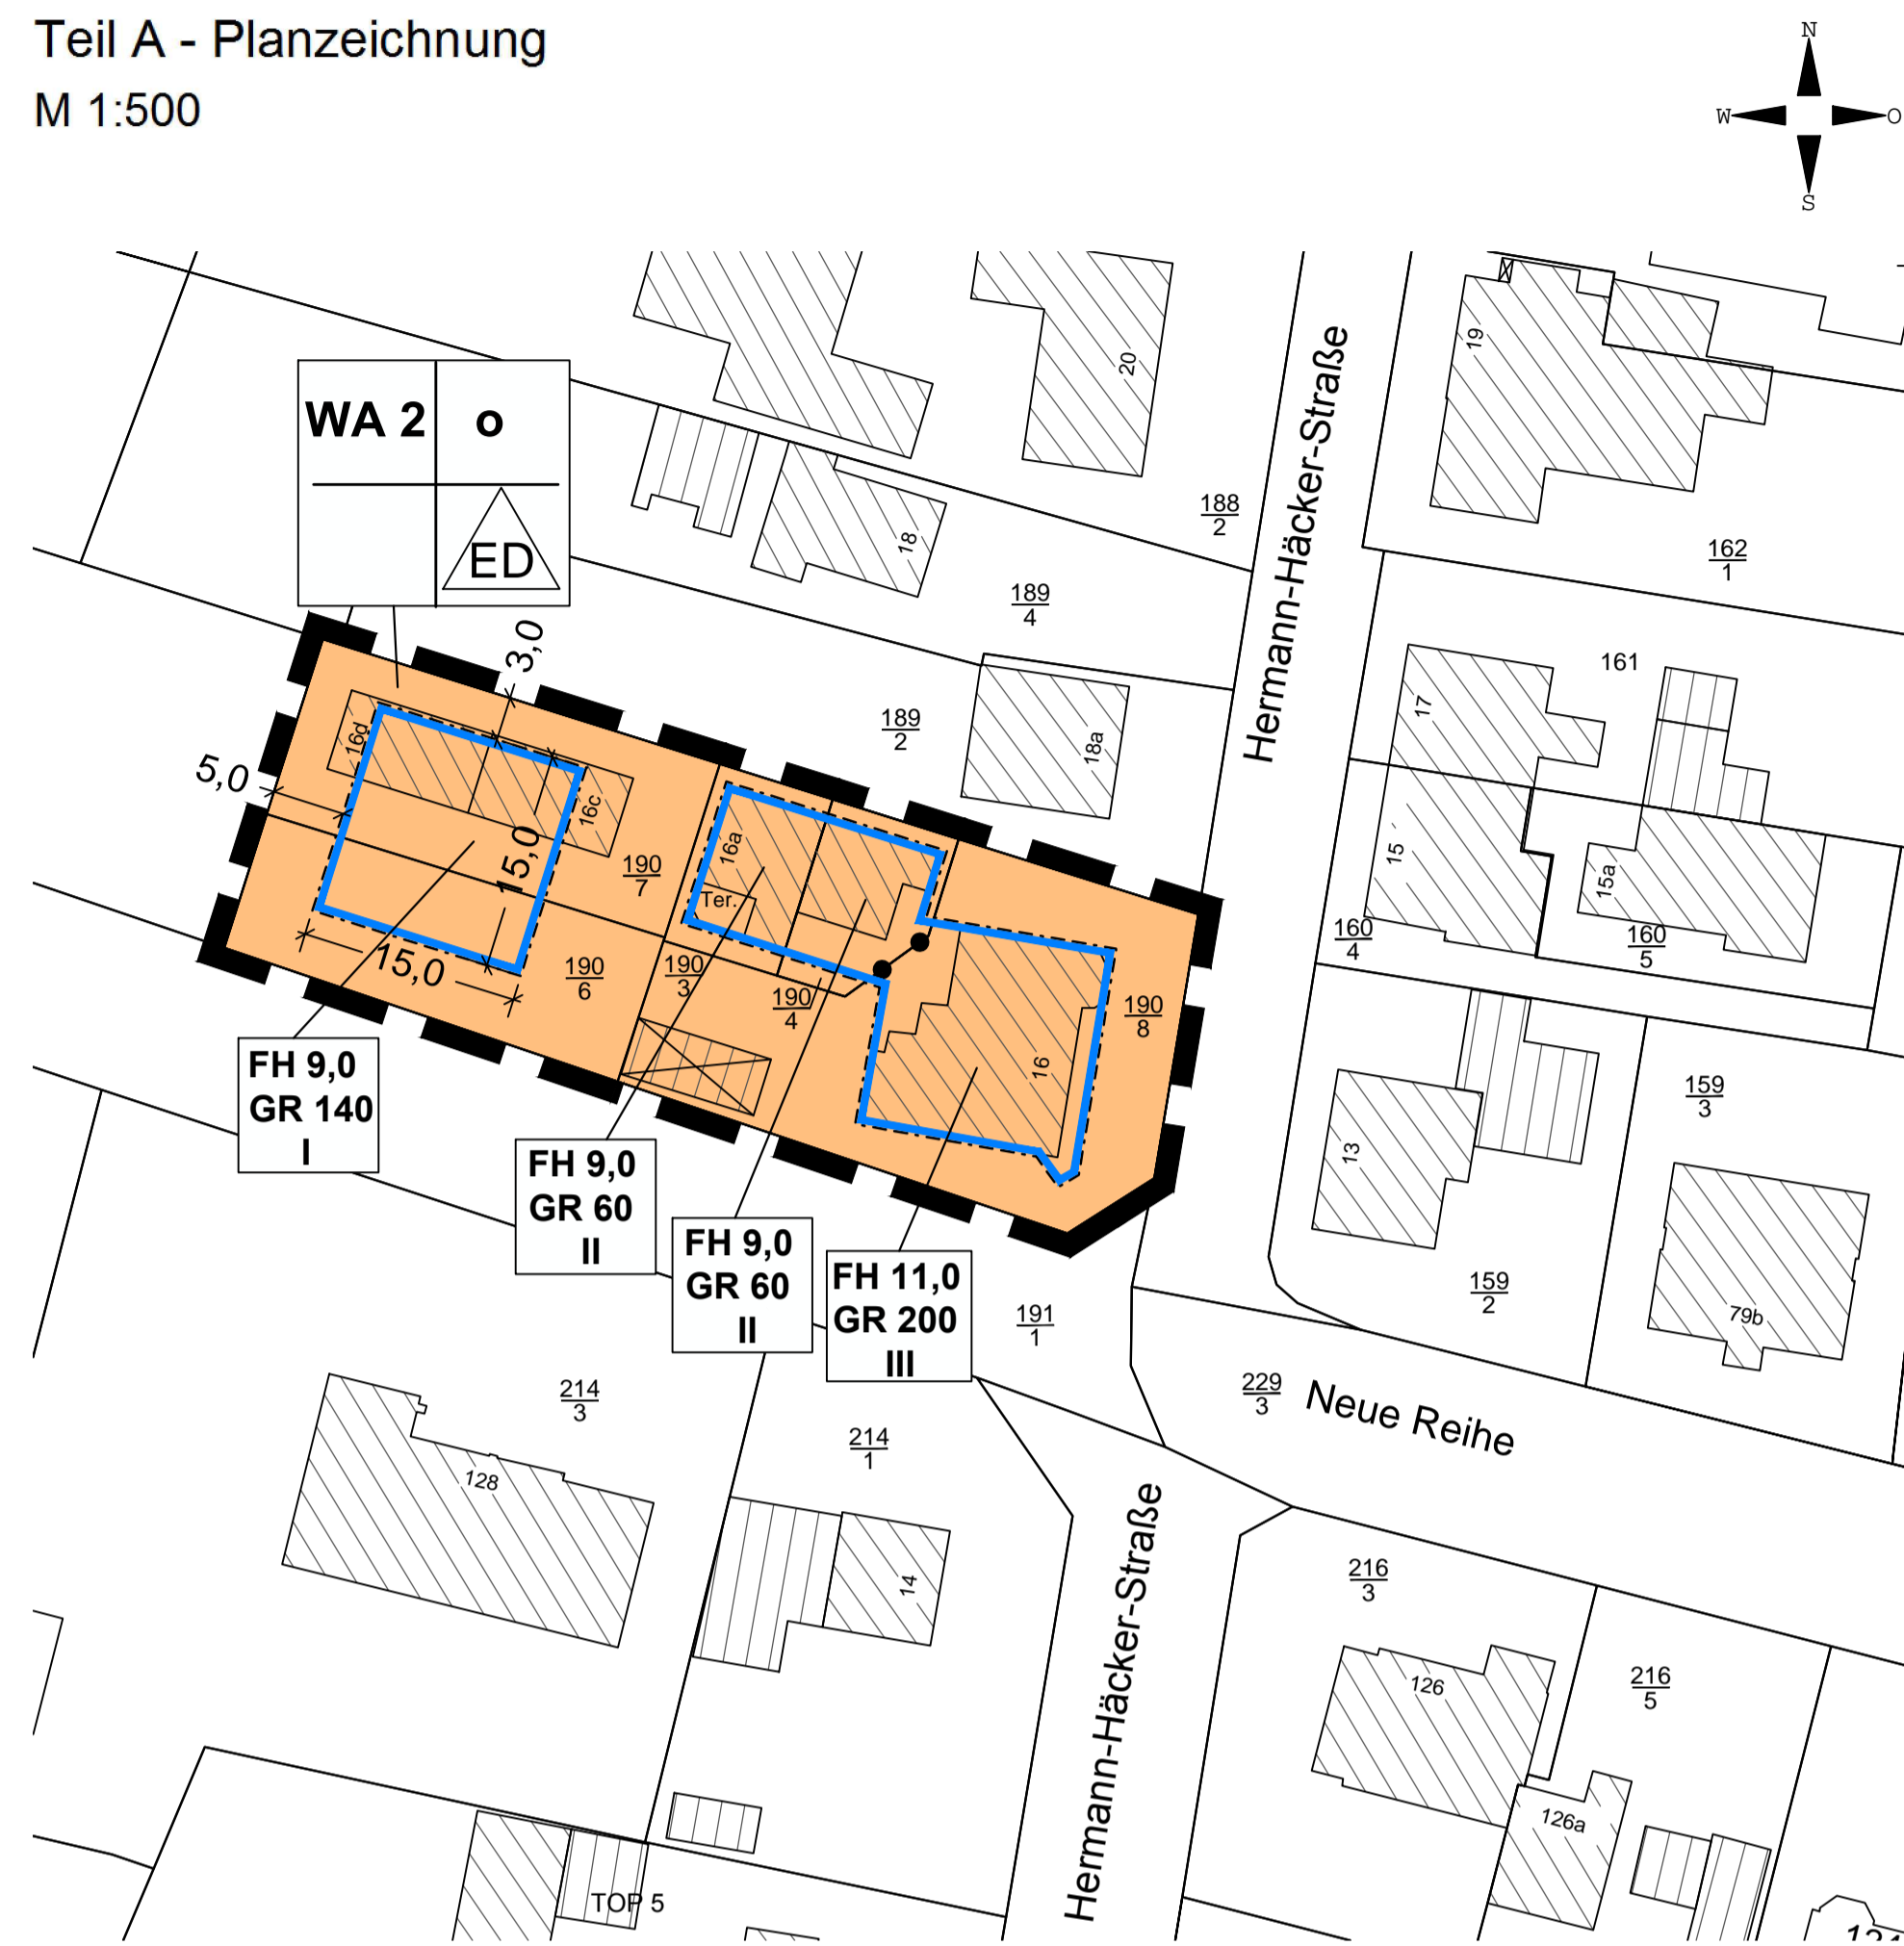 Teil A - Planzeichnung
M 1:500
N
W
O
S
WA 2
o
ED
20
19
18
188
2
162
1
189
4
Hermann-Häcker-Straße
161
17
189
2
18a
3,0
5,0
16d
16c
15,0
15,0
190
7
16a
Ter.
15
15a
160
4
160
5
190
6
190
3
190
4
190
8
16
159
3
13
FH 9,0
GR 140
I
FH 9,0
GR 60
II
FH 9,0
GR 60
II
FH 11,0
GR 200
III
191
1
159
2
79b
229
3
Neue Reihe
214
3
214
1
128
14
Hermann-Häcker-Straße
216
3
126
216
5
126a
TOP 5